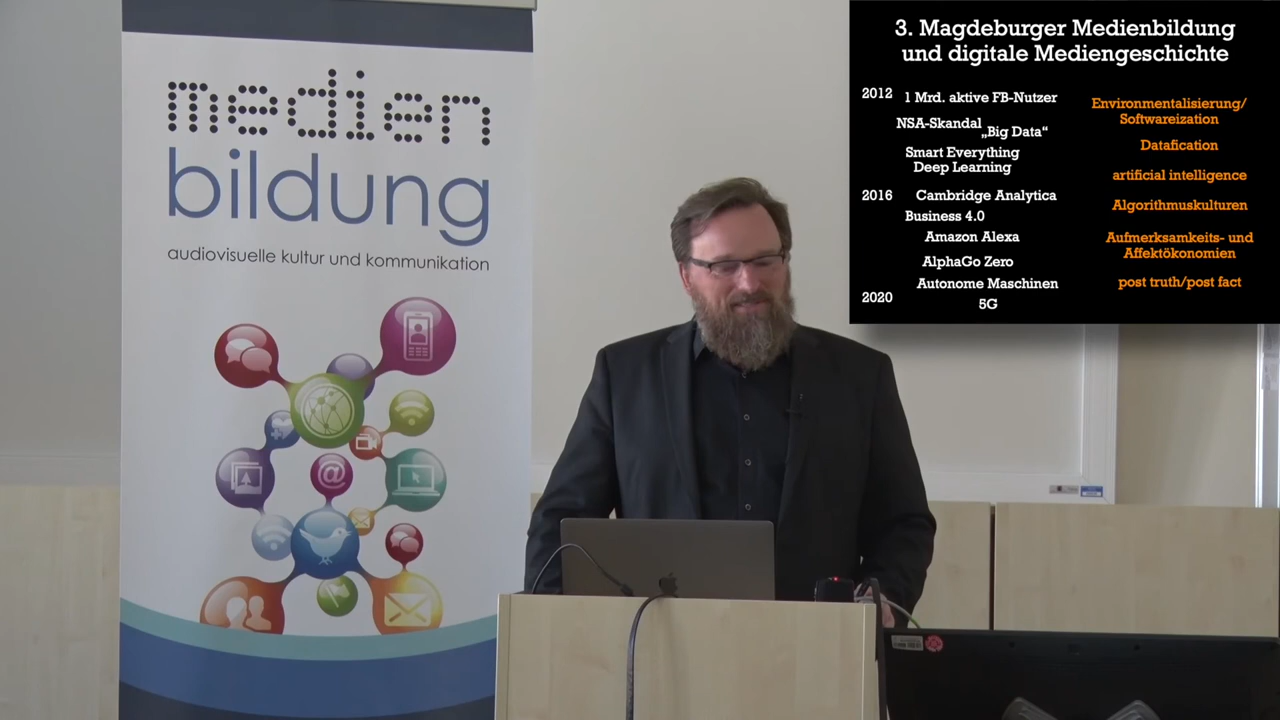 medien
bildung
audiovisuelle kultur und kommunikation
@
3. Magdeburger Medienbildung
und digitale Mediengeschichte
2012 1 Mrd. aktive FB-Nutzer
NSA-Skandal „Big Data“
Smart Everything
Deep Learning
2016 Cambridge Analytica
Business 4.0
Amazon Alexa
AlphaGo Zero
Autonome Maschinen
2020 5G
Environmentalisierung/
Softwareization
Datafication
artificial intelligence
Algorithmuskulturen
Aufmerksamkeits- und
Affektökonomien
post truth/post fact